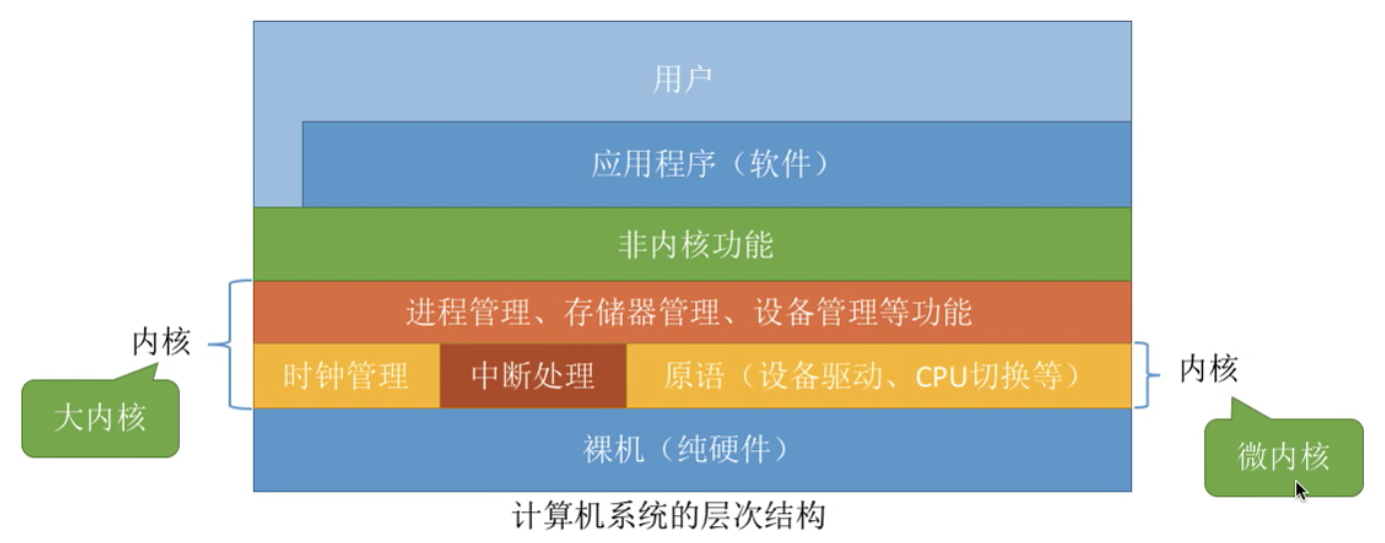 用户
应用程序（软件）
非内核功能
进程管理、存储器管理、设备管理等功能
内核
大内核
时钟管理
中断处理
原语（设备驱动、CPU切换等）
内核
微内核
裸机（纯硬件）
计算机系统的层次结构